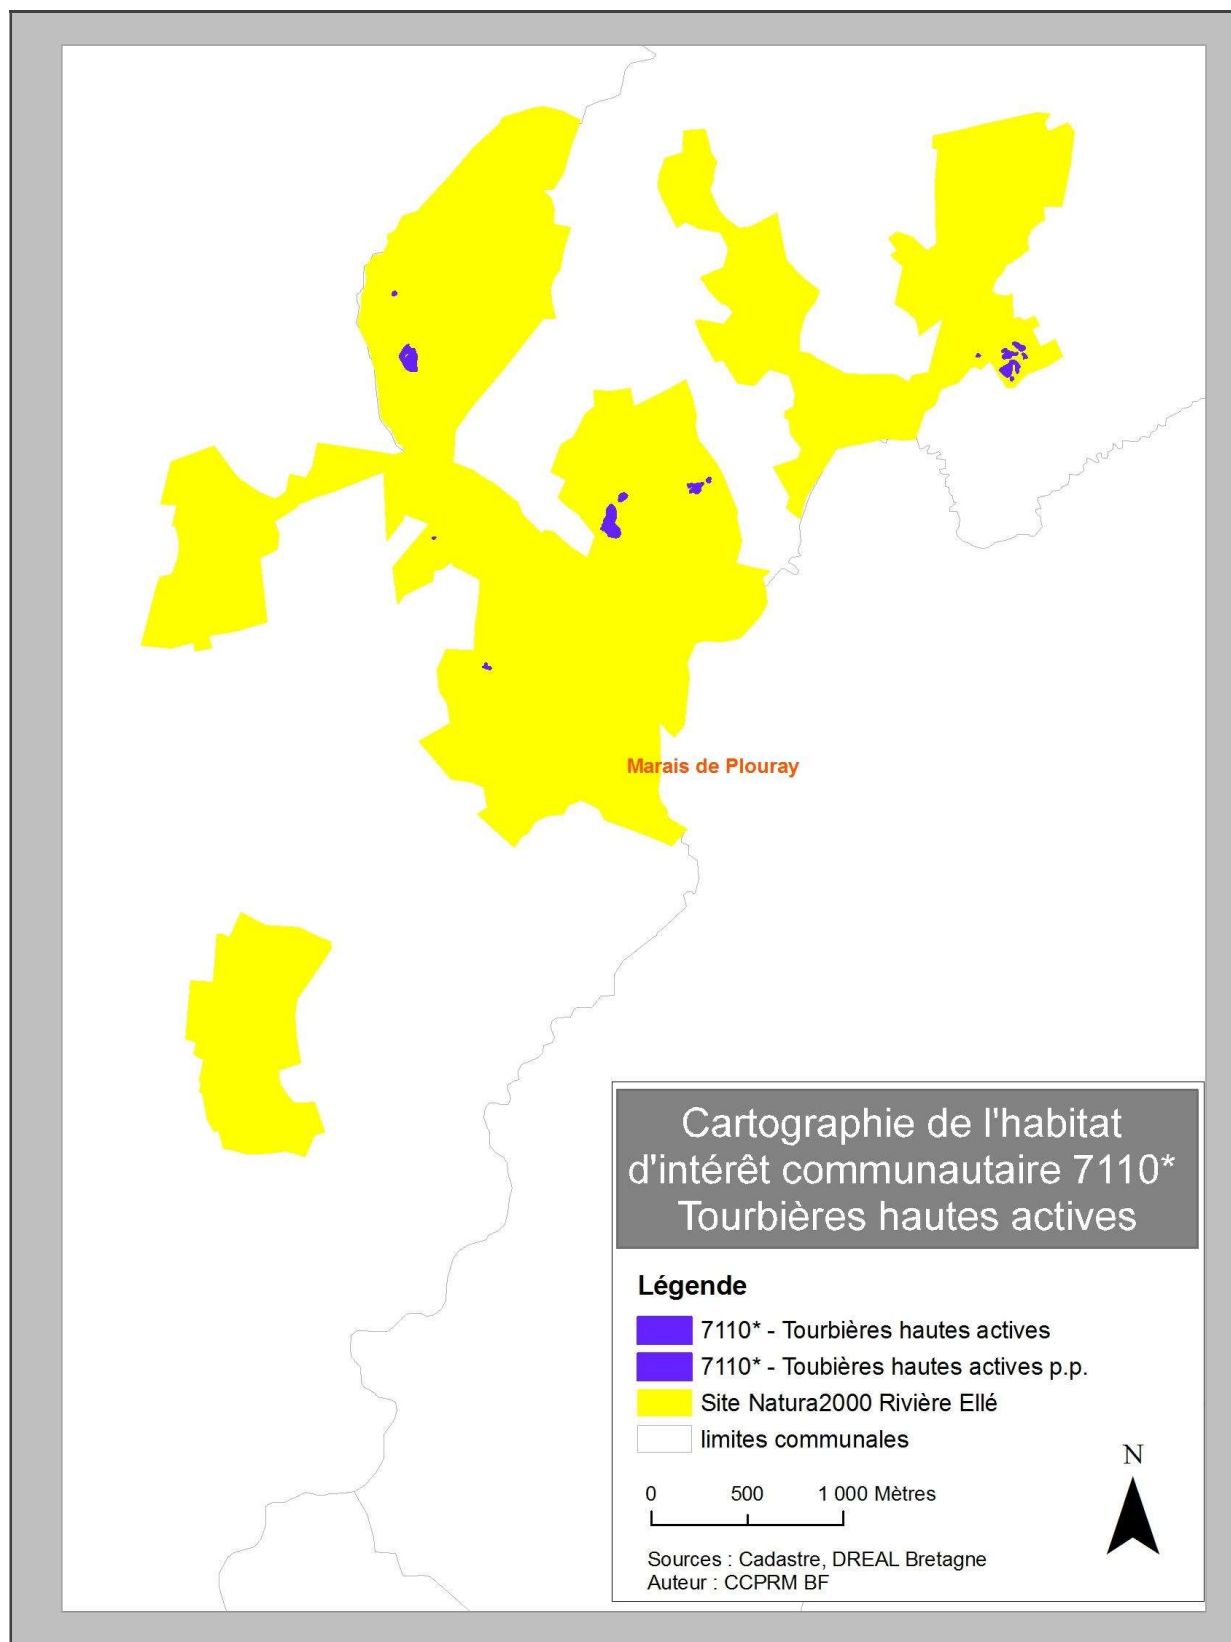 Marais de Plouray
Cartographie de l'habitat
d'intérêt communautaire 7110*
Tourbières hautes actives
Légende
7110* - Tourbières hautes actives
7110* - Toubières hautes actives p.p.
Site Natura2000 Rivière Ellé
limites communales
N
0 500 1 000 Mètres
Sources : Cadastre, DREAL Bretagne
Auteur : CCPRM BF